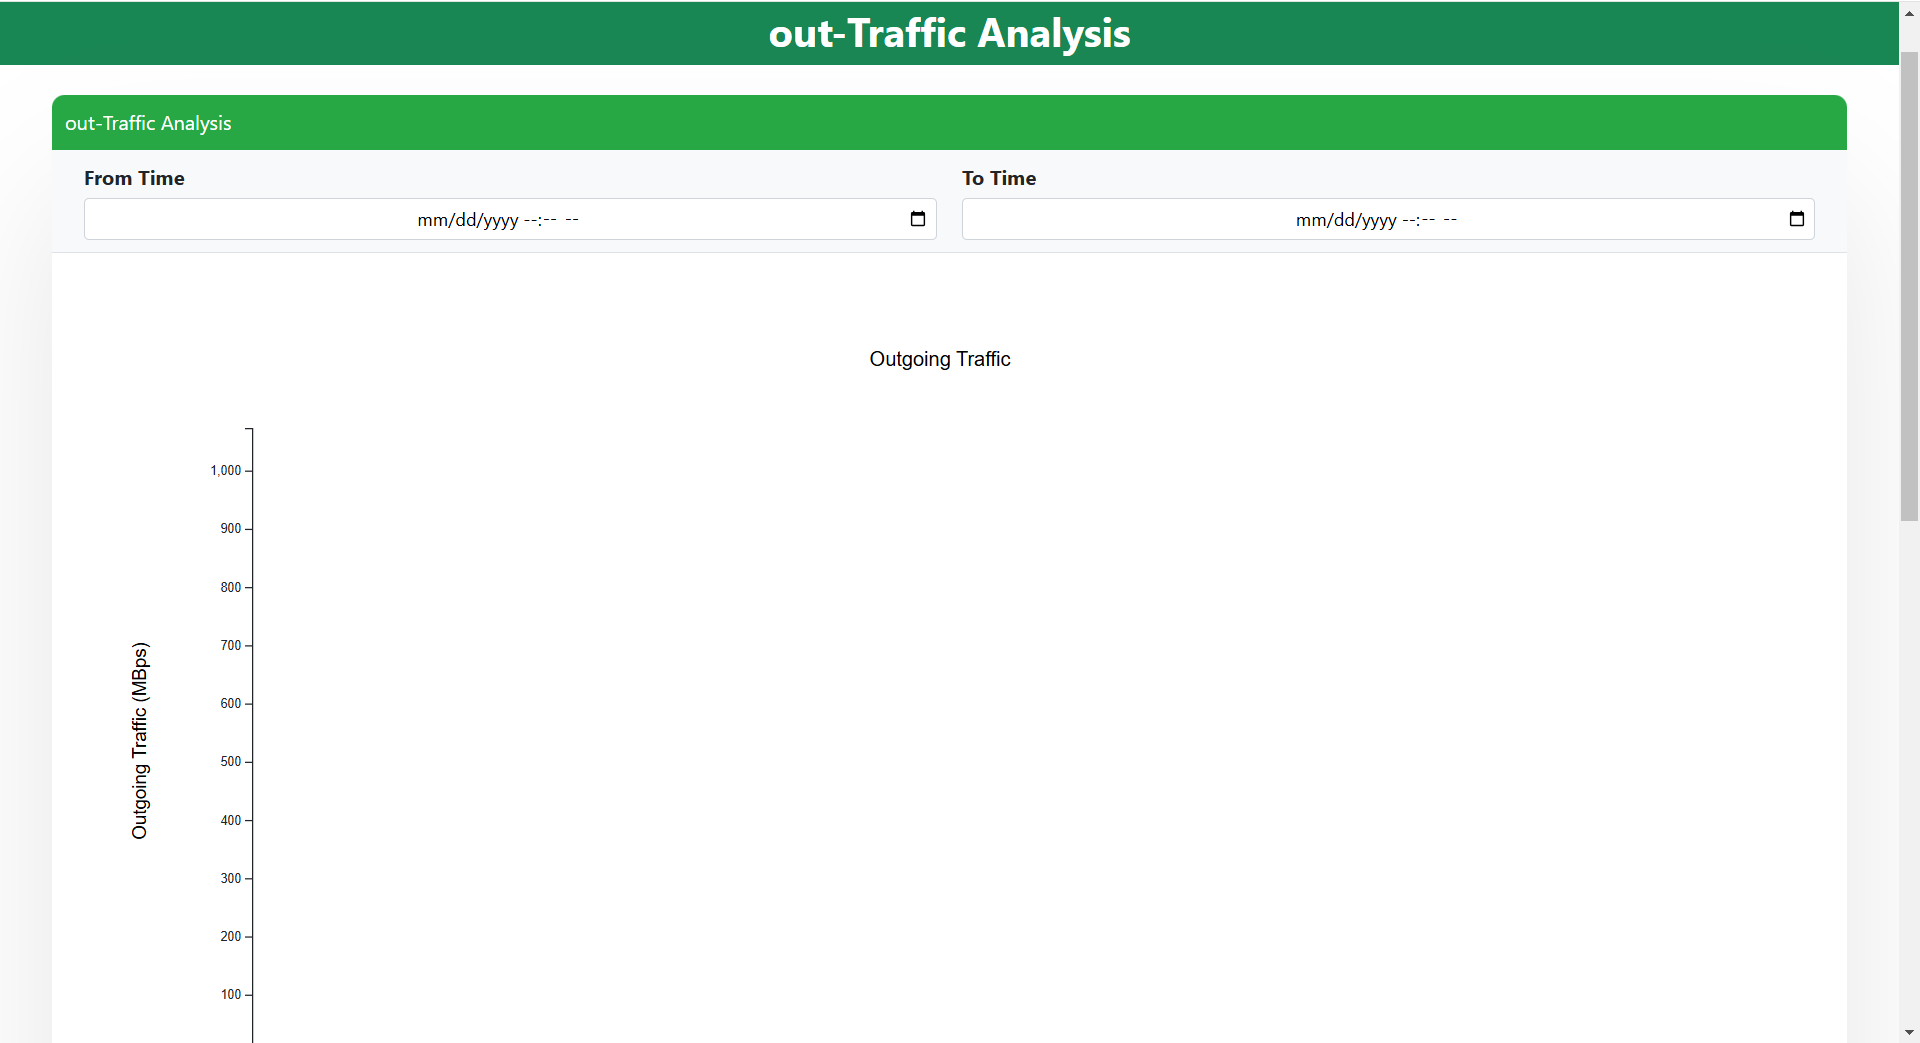 out-Traffic Analysis
out-Traffic Analysis
From Time
To Time
mm/dd/yyyy --:-- --
mm/dd/yyyy --:-- --
Outgoing Traffic
1,000
900
800
700
600
500
400
300
200
100
Outgoing Traffic (MBps)